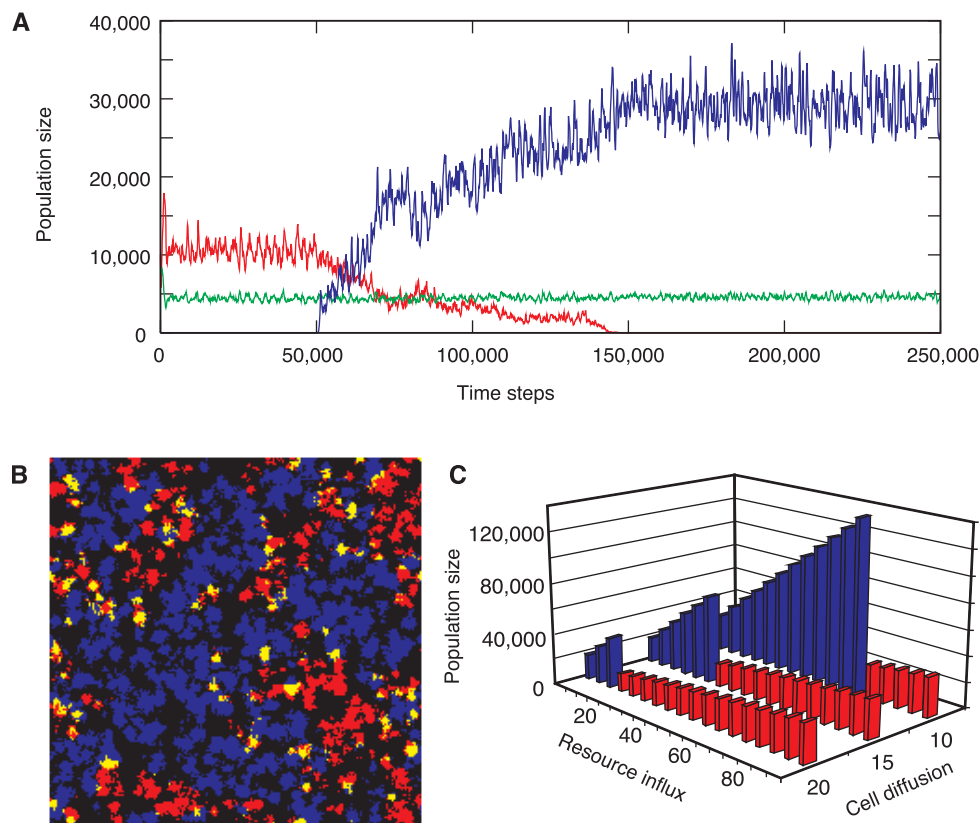 A
40,000
30,000
20,000
10,000
0
Population size
0
50,000
100,000
150,000
200,000
250,000
Time steps
B
C
120,000
80,000
40,000
0
Population size
20
40
60
80
Resource influx
20
15
10
Cell diffusion